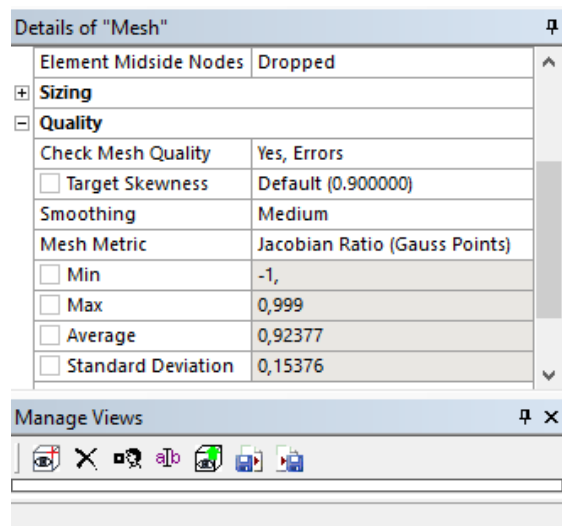 Details of "Mesh"
Element Midside Nodes Dropped
Sizing
Quality
Check Mesh Quality Yes, Errors
Target Skewness Default (0.900000)
Smoothing Medium
Mesh Metric Jacobian Ratio (Gauss Points)
Min -1,
Max 0,999
Average 0,92377
Standard Deviation 0,15376
Manage Views
a|b